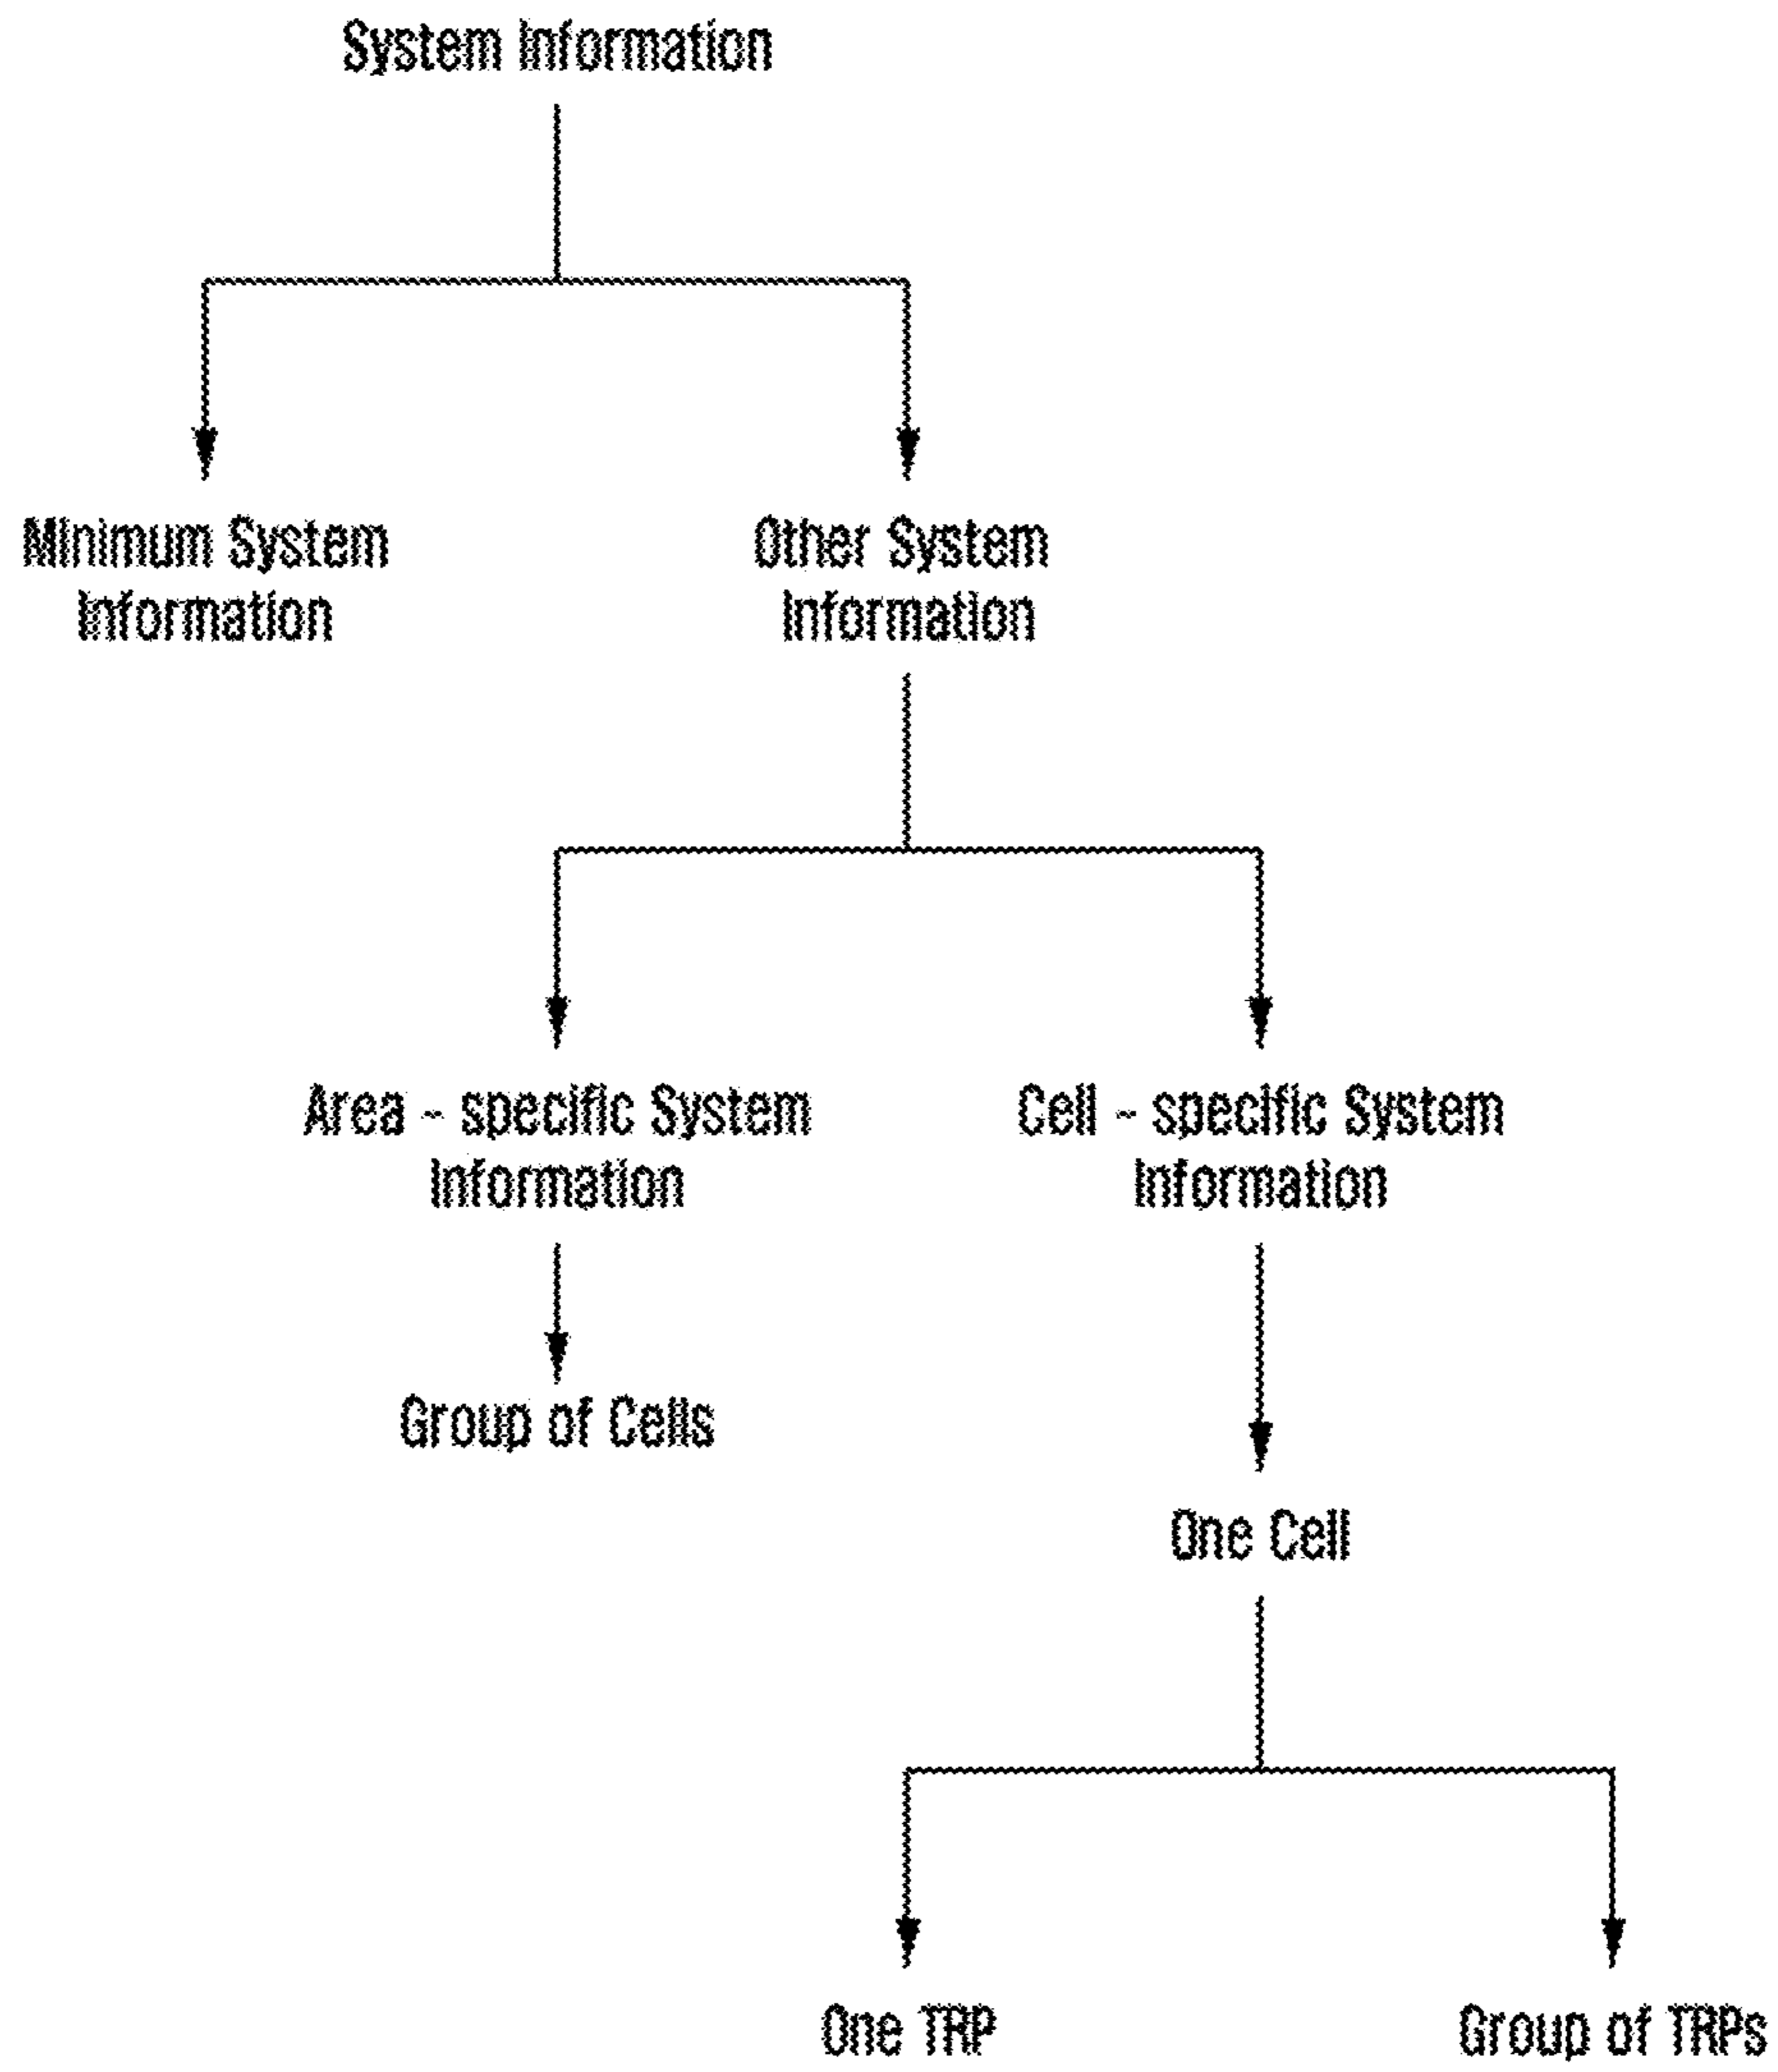 System Information
Minimum System
Information
Other System
Information
Area - specific System
Information
Cell - specific System
Information
Group of Cells
One Cell
One TRP
Group of TRPs